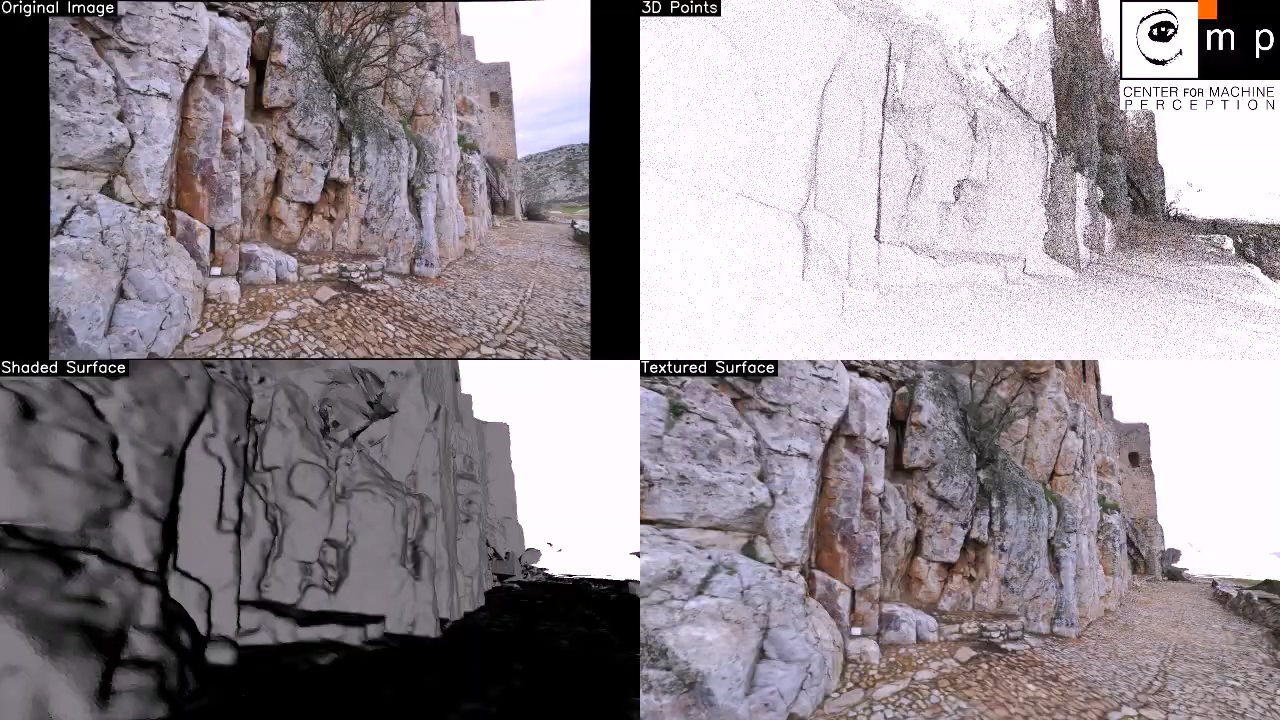 Original Image
3D Points
m p
CENTER FOR MACHINE
PERCEPTION
Shaded Surface
Textured Surface